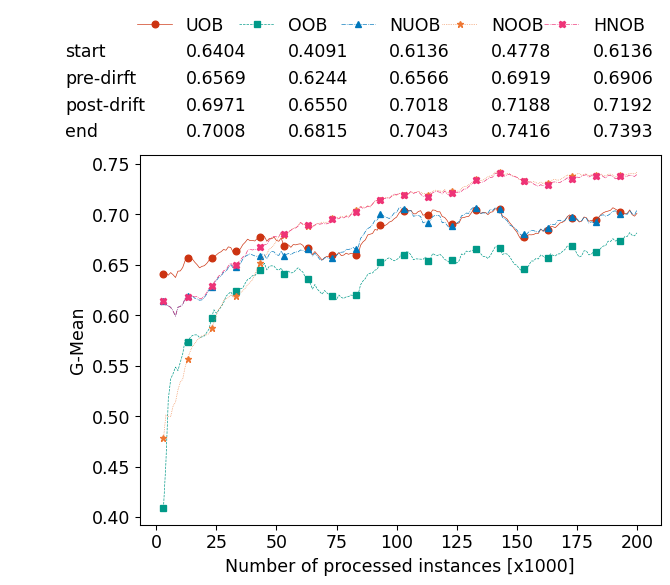 UOB OOB NUOB NOOB HNOB
start 0.6404 0.4091 0.6136 0.4778 0.6136
pre-dirft 0.6569 0.6244 0.6566 0.6919 0.6906
post-drift 0.6971 0.6550 0.7018 0.7188 0.7192
end 0.7008 0.6815 0.7043 0.7416 0.7393
0.75
0.70
0.65
0.60
0.55
0.50
0.45
0.40
G-Mean
0 25 50 75 100 125 150 175 200
Number of processed instances [x1000]